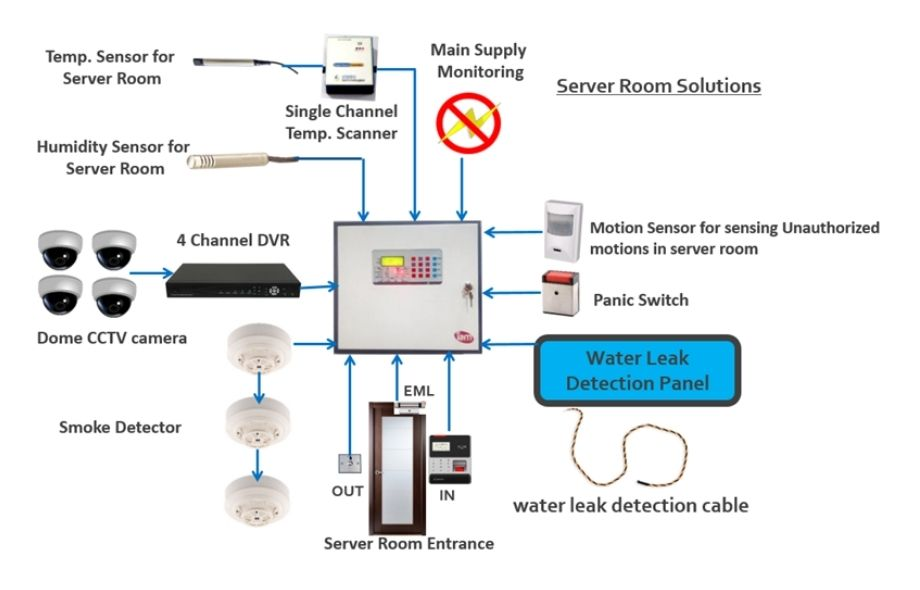 Temp. Sensor for
Server Room
Single Channel
Temp. Scanner
Main Supply
Monitoring
Server Room Solutions
Humidity Sensor for
Server Room
4 Channel DVR
Dome CCTV camera
Motion Sensor for sensing Unauthorized
motions in server room
Panic Switch
Water Leak
Detection Panel
Smoke Detector
EML
OUT
IN
water leak detection cable
Server Room Entrance